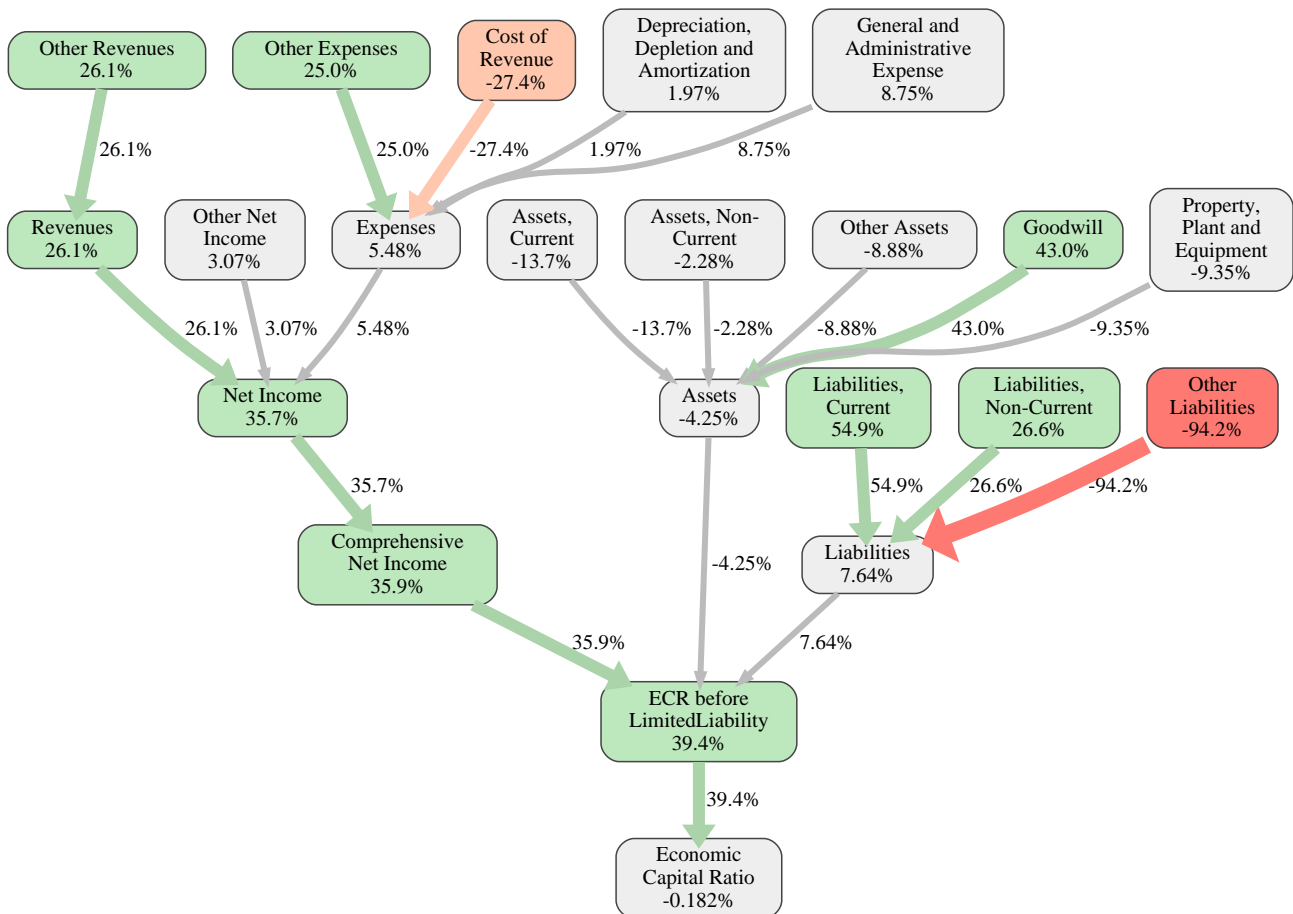 Other Revenues
26.1%
Other Expenses
25.0%
Cost of
Revenue
-27.4%
Depreciation,
Depletion and
Amortization
1.97%
General and
Administrative
Expense
8.75%
26.1%
25.0%
-27.4%
1.97%
8.75%
Revenues
26.1%
Other Net
Income
3.07%
Expenses
5.48%
Assets,
Current
-13.7%
Assets, Non-
Current
-2.28%
Other Assets
-8.88%
Goodwill
43.0%
Property,
Plant and
Equipment
-9.35%
26.1%
3.07%
5.48%
-13.7%
-2.28%
-8.88%
43.0%
-9.35%
Net Income
35.7%
Assets
-4.25%
Liabilities,
Current
54.9%
Liabilities,
Non-Current
26.6%
Other
Liabilities
-94.2%
35.7%
54.9%
26.6%
-94.2%
Comprehensive
Net Income
35.9%
-4.25%
Liabilities
7.64%
35.9%
7.64%
ECR before
LimitedLiability
39.4%
39.4%
Economic
Capital Ratio
-0.182%